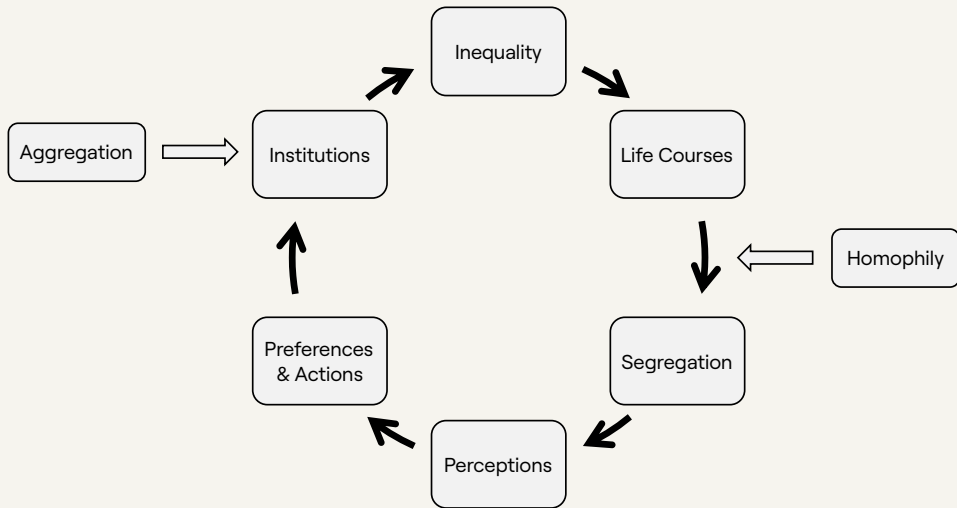 Inequality
Aggregation
Institutions
Life Courses
Homophily
Preferences
& Actions
Segregation
Perceptions